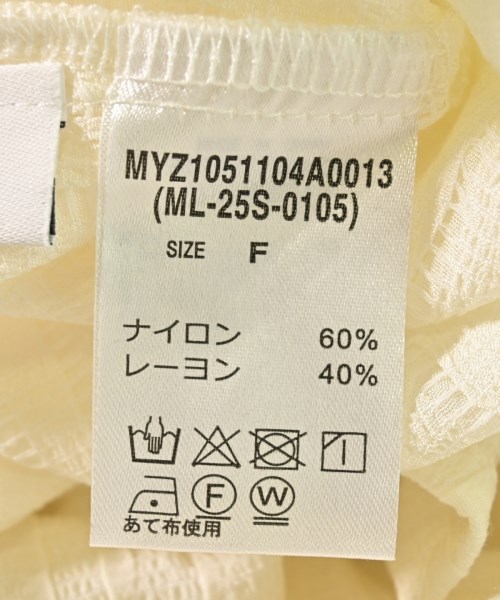 MYZ1051104A0013
(ML-25S-0105)
SIZE F
ナイロン 60%
レーヨン 40%
F W
あて布使用